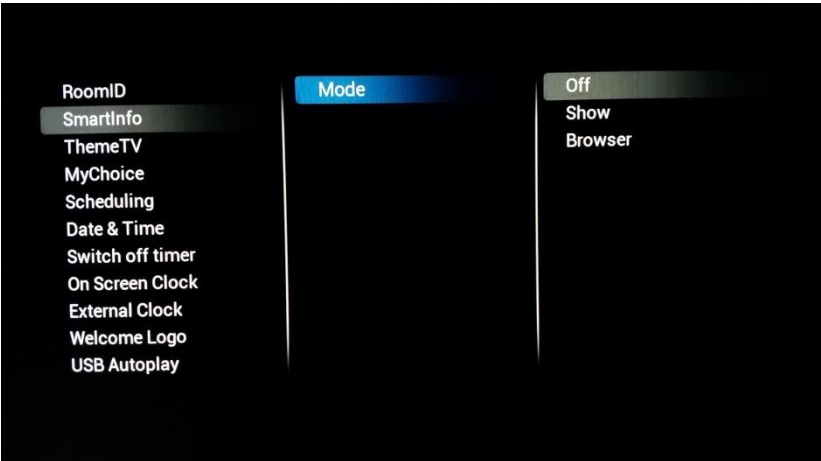 RoomID
SmartInfo
ThemeTV
MyChoice
Scheduling
Date & Time
Switch off timer
On Screen Clock
External Clock
Welcome Logo
USB Autoplay
Mode
Off
Show
Browser